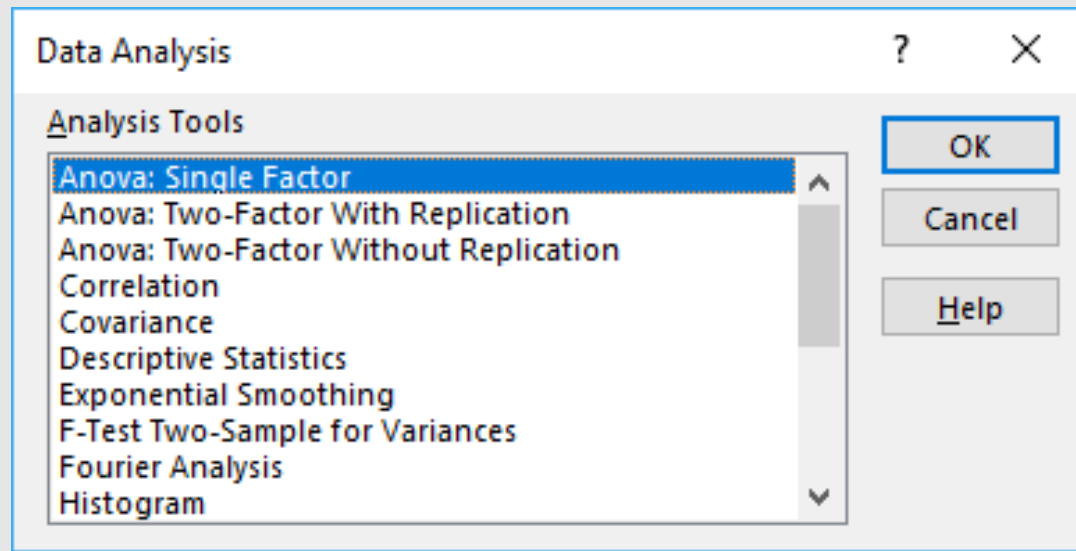 Data Analysis ? ×
Analysis Tools
Anova: Single Factor
Anova: Two-Factor With Replication
Anova: Two-Factor Without Replication
Correlation
Covariance
Descriptive Statistics
Exponential Smoothing
F-Test Two-Sample for Variances
Fourier Analysis
Histogram
OK
Cancel
Help